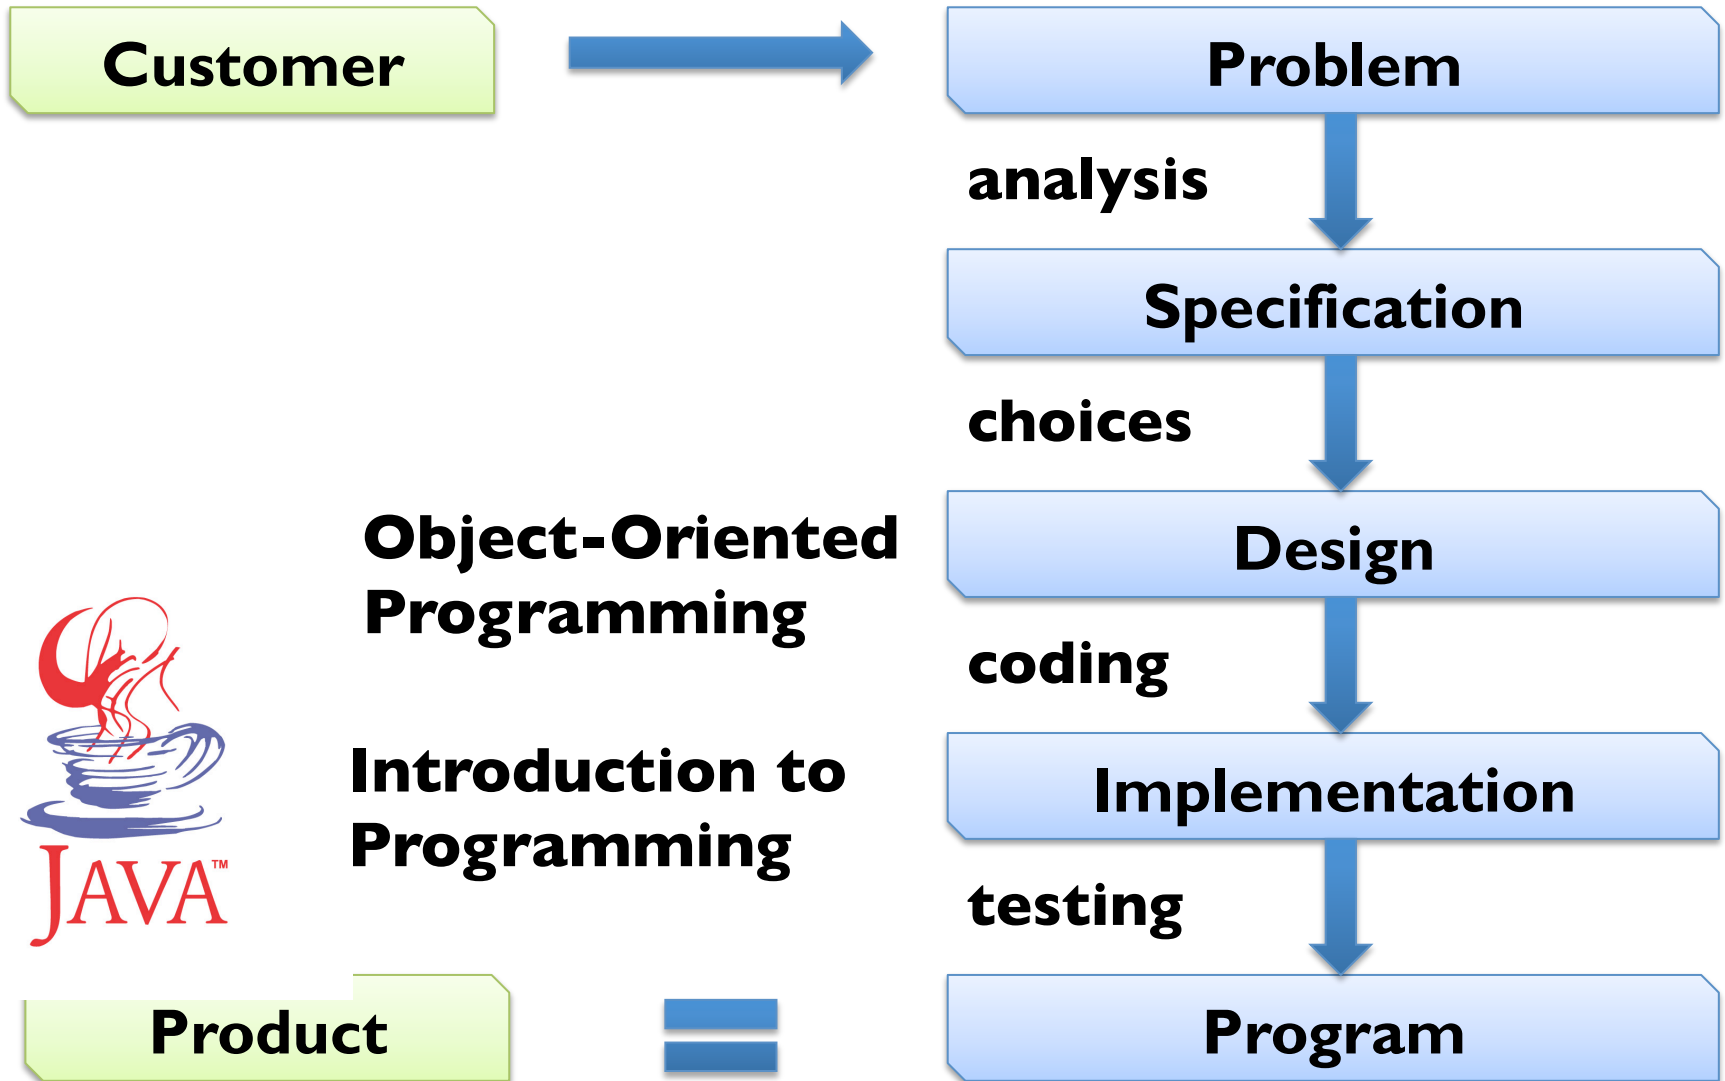 Customer
Problem
analysis
Specification
choices
Object-Oriented
Programming
Design
coding
Introduction to
Programming
Implementation
JAVA™
testing
Product
Program